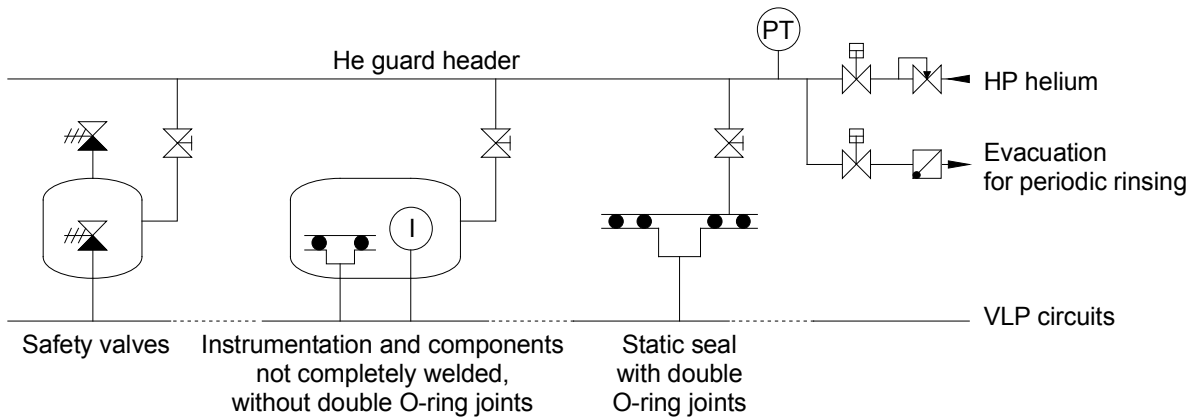 PT
He guard header
HP helium
Evacuation
for periodic rinsing
I
VLP circuits
Safety valves
Instrumentation and components
not completely welded,
without double O-ring joints
Static seal
with double
O-ring joints